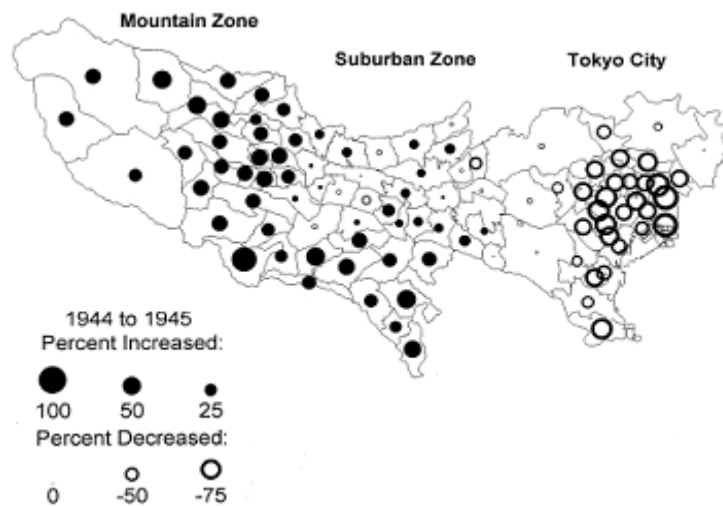 Mountain Zone
Suburban Zone
Tokyo City
1944 to 1945
Percent Increased:
100 50 25
Percent Decreased:
0 -50 -75